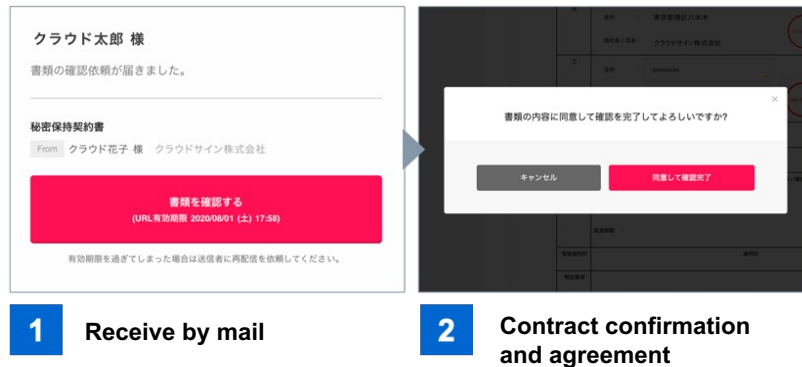 クラウド太郎 様
書類の確認依頼が届きました。
秘密保持契約書
From クラウド花子 様 クラウドサイン株式会社
書類を確認する
(URL有効期限 2020/08/01 (土) 17:58)
有効期限を過ぎてしまった場合は送信者に再配信を依頼してください。
住所 : 東京都港区六本木
クラウドサイン株式会社
住所 :
×
書類の内容に同意して確認を完了してよろしいですか?
キャンセル
同意して確認完了
特記事項
1 Receive by mail
2 Contract confirmation
and agreement